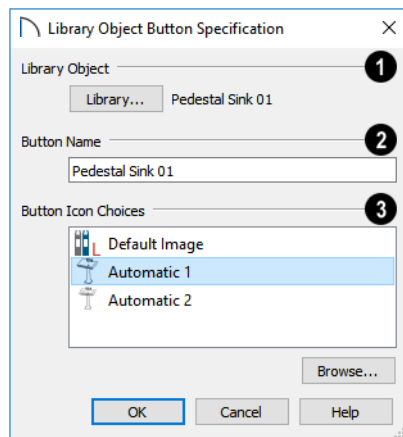 Library Object Button Specification
Library Object 1
Library... Pedestal Sink 01
Button Name 2
Pedestal Sink 01
Button Icon Choices 3
L Default Image
Automatic 1
Automatic 2
Browse...
OK Cancel Help